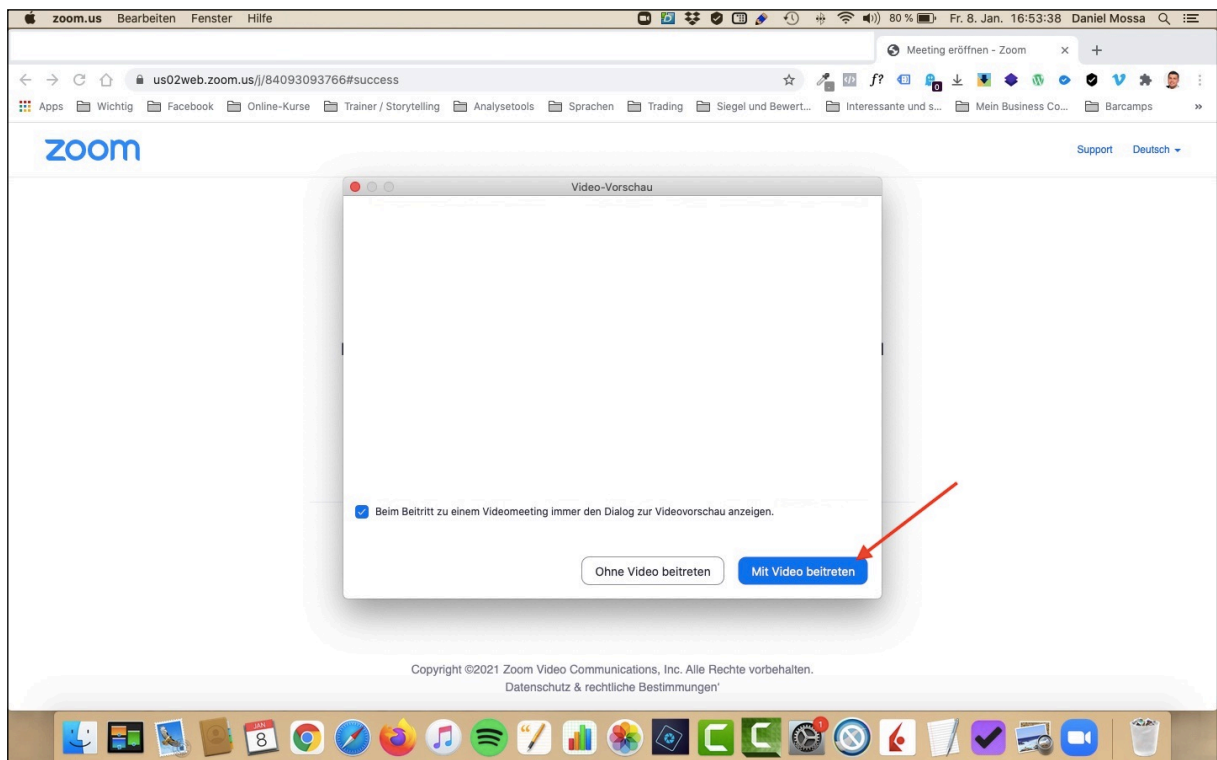 zoom.us Bearbeiten Fenster Hilfe 80 % Fr. 8. Jan. 16:53:38 Daniel Mossa
Meeting eröffnen - Zoom
us02web.zoom.us/j/84093093766#success f? 0
Apps Wichtig Facebook Online-Kurse Trainer / Storytelling Analysetools Sprachen Trading Siegel und Bewert... Interessante und s... Mein Business Co... Barcamps »
zoom Support Deutsch
Video-Vorschau
Beim Beitritt zu einem Videomeeting immer den Dialog zur Videovorschau anzeigen.
Ohne Video beitreten Mit Video beitreten
Copyright ©2021 Zoom Video Communications, Inc. Alle Rechte vorbehalten.
Datenschutz & rechtliche Bestimmungen'
JAN
8
1